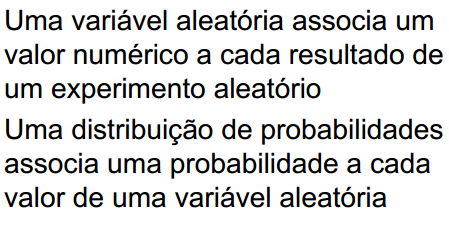 Uma variável aleatória associa um
valor numérico a cada resultado de
um experimento aleatório
Uma distribuição de probabilidades
associa uma probabilidade a cada
valor de uma variável aleatória